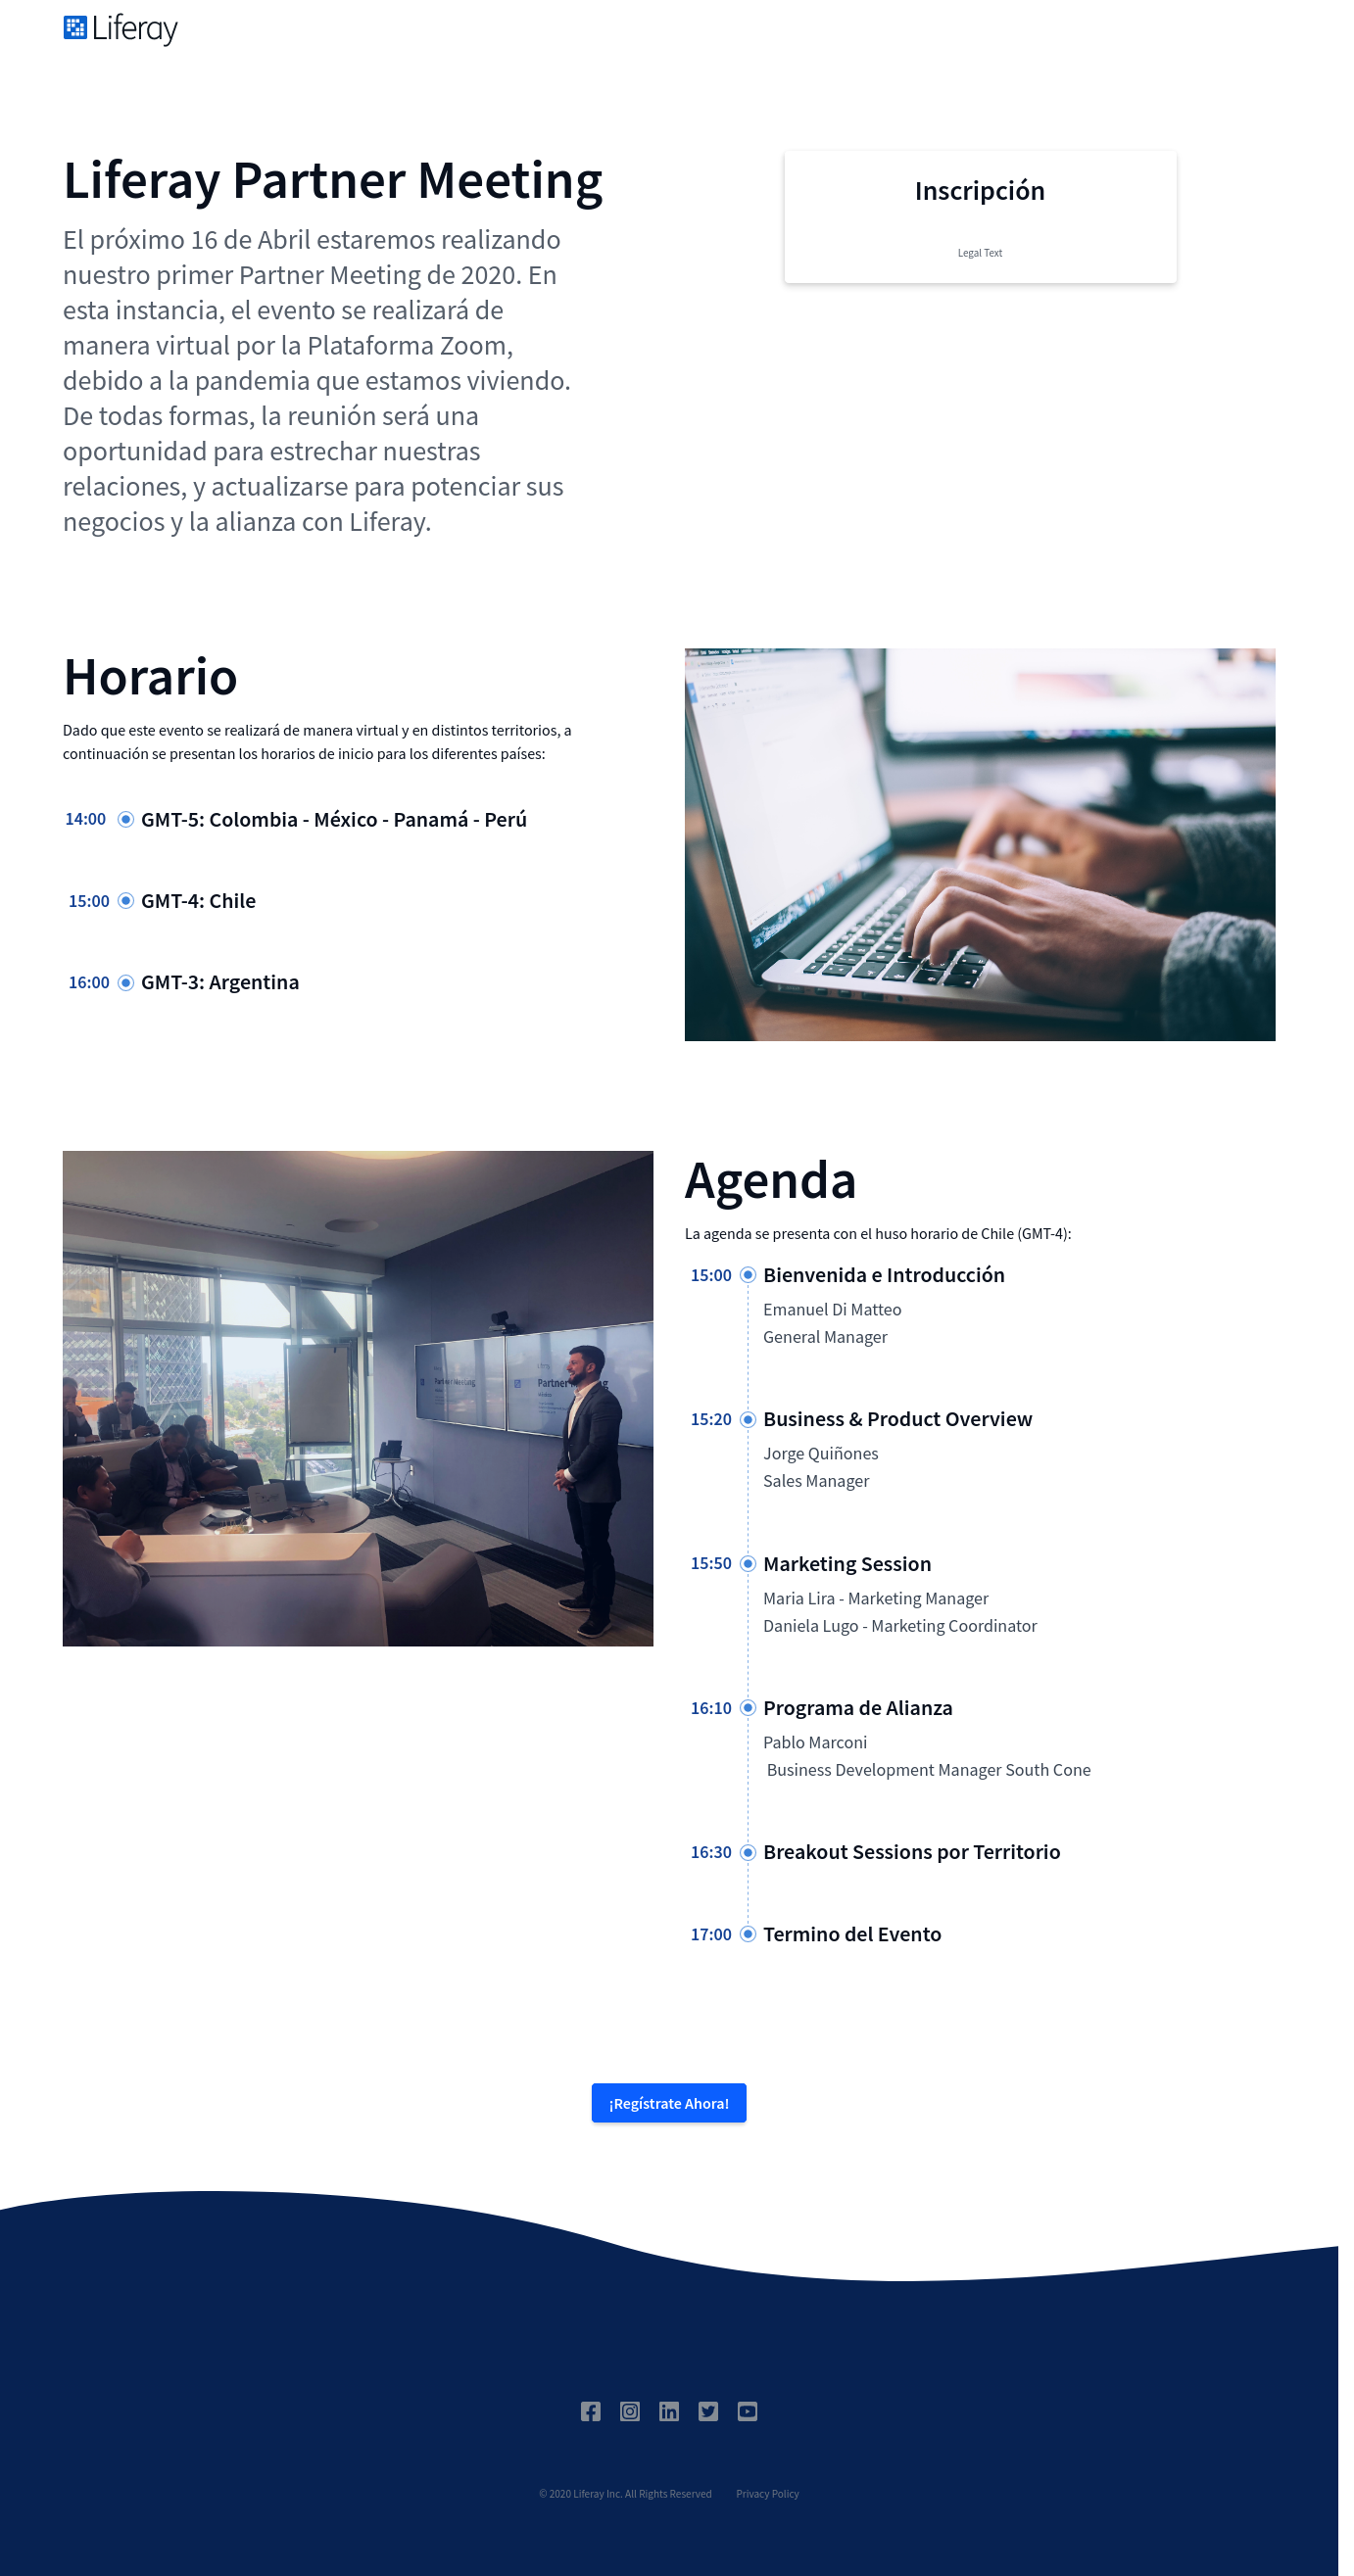 Liferay
Liferay Partner Meeting
El próximo 16 de Abril estaremos realizando
nuestro primer Partner Meeting de 2020. En
esta instancia, el evento se realizará de
manera virtual por la Plataforma Zoom,
debido a la pandemia que estamos viviendo.
De todas formas, la reunión será una
oportunidad para estrechar nuestras
relaciones, y actualizarse para potenciar sus
negocios y la alianza con Liferay.
Inscripción
Legal Text
Horario
Dado que este evento se realizará de manera virtual y en distintos territorios, a
continuación se presentan los horarios de inicio para los diferentes países:
14:00 GMT-5: Colombia - México - Panamá - Perú
15:00 GMT-4: Chile
16:00 GMT-3: Argentina
Agenda
La agenda se presenta con el huso horario de Chile (GMT-4):
15:00 Bienvenida e Introducción
Emanuel Di Matteo
General Manager
15:20 Business & Product Overview
Jorge Quiñones
Sales Manager
15:50 Marketing Session
Maria Lira - Marketing Manager
Daniela Lugo - Marketing Coordinator
16:10 Programa de Alianza
Pablo Marconi
Business Development Manager South Cone
16:30 Breakout Sessions por Territorio
17:00 Termino del Evento
Partner Meeting
Partner
¡Regístrate Ahora!
© 2020 Liferay Inc. All Rights Reserved Privacy Policy